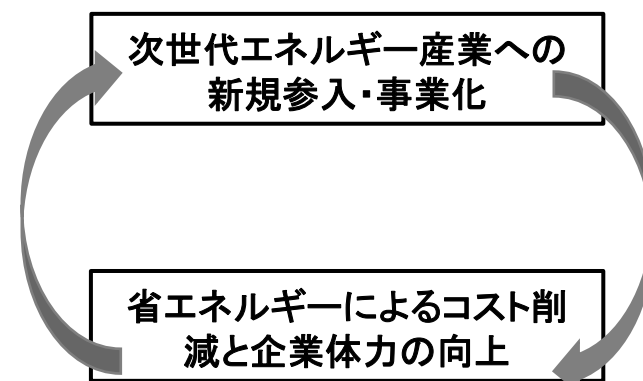 次世代エネルギー産業への
新規参入・事業化
省エネルギーによるコスト削
減と企業体力の向上